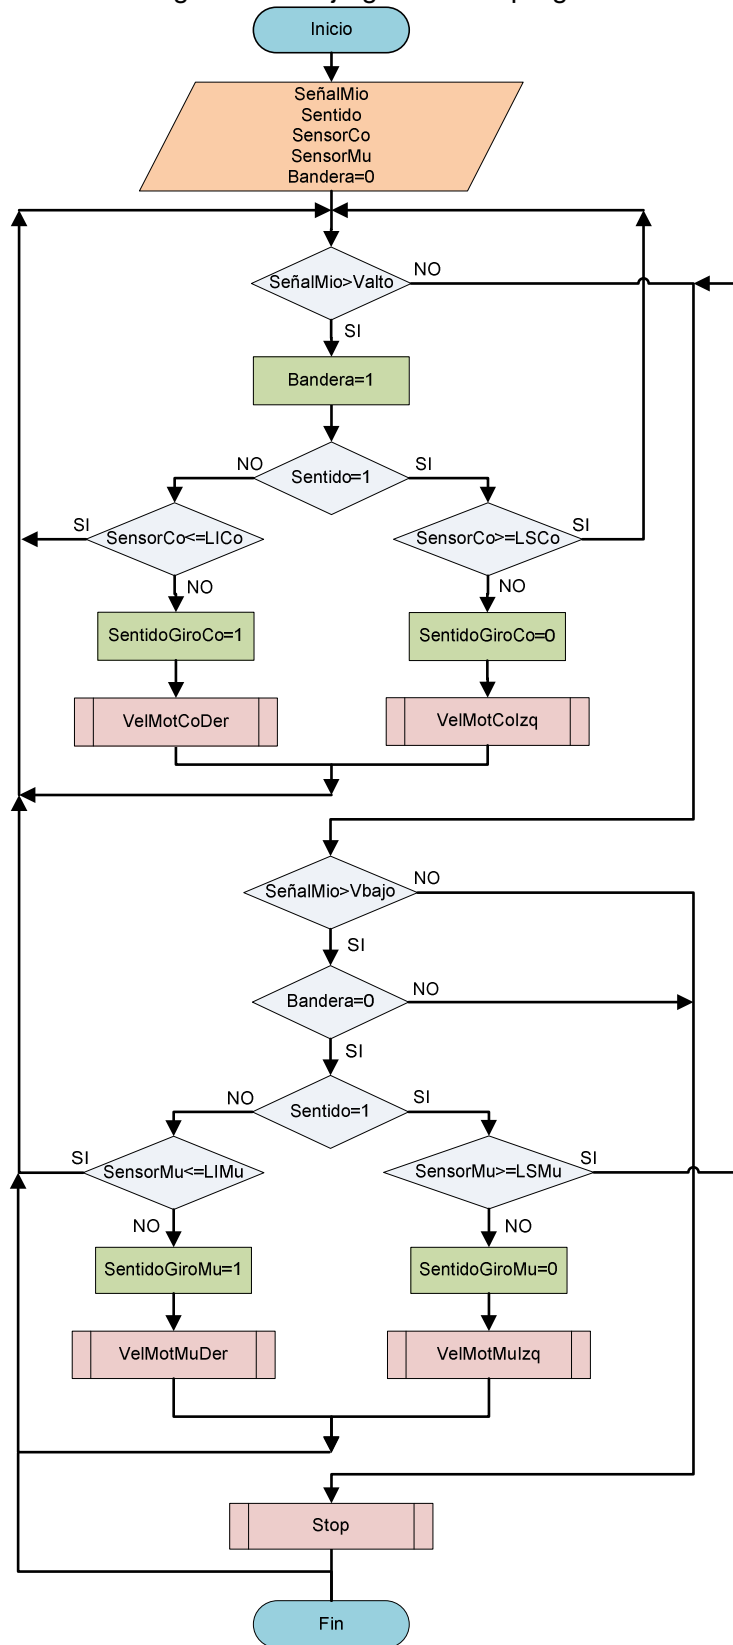 Inicio
SeñalMio
Sentido
SensorCo
SensorMu
Bandera=0
SeñalMio>Valto
NO
SI
Bandera=1
NO
Sentido=1
SI
SI
SensorCo<=LICo
SensorCo>=LSCo
SI
NO
NO
SentidoGiroCo=1
SentidoGiroCo=0
VelMotCoDer
VelMotCoIzq
SeñalMio>Vbajo
NO
SI
Bandera=0
NO
SI
NO
Sentido=1
SI
SI
SensorMu<=LIMu
SensorMu>=LSMu
SI
NO
NO
SentidoGiroMu=1
SentidoGiroMu=0
VelMotMuDer
VelMotMuIzq
Stop
Fin